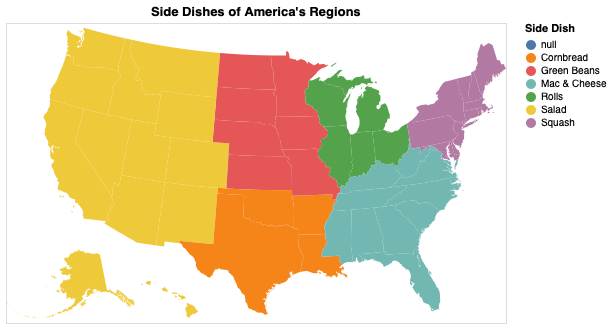 Side Dishes of America's Regions
Side Dish
null
Cornbread
Green Beans
Mac & Cheese
Rolls
Salad
Squash